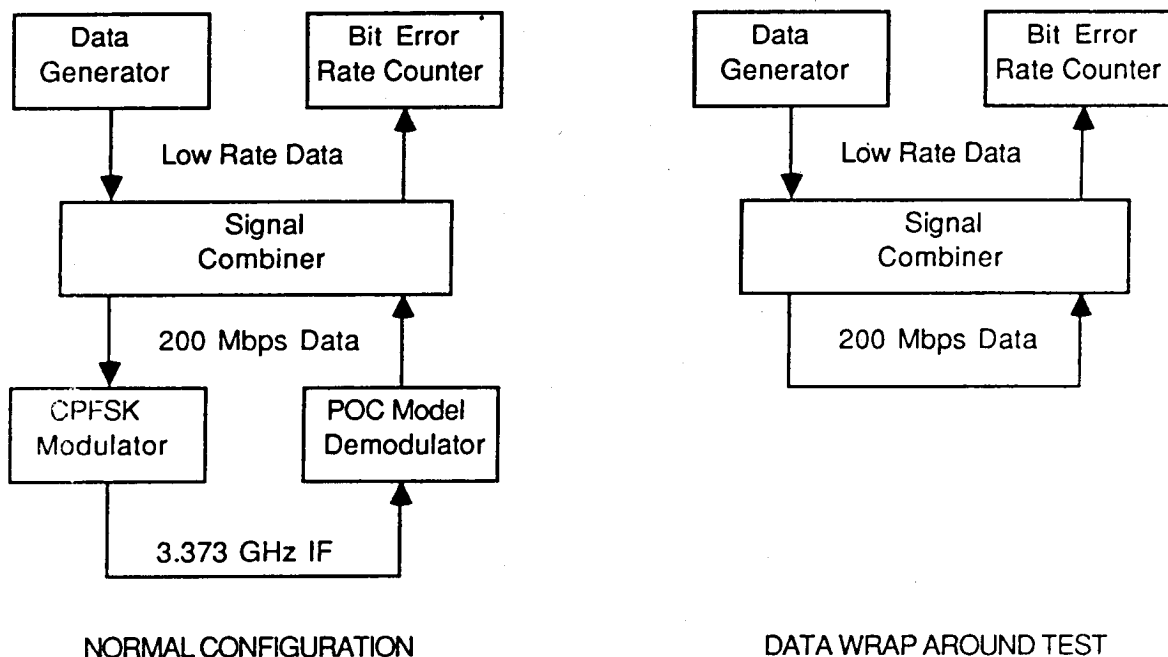 Data
Generator
Bit Error
Rate Counter
Low Rate Data
Signal
Combiner
200 Mbps Data
CPFSK
Modulator
POC Model
Demodulator
3.373 GHz IF
NORMAL CONFIGURATION
Data
Generator
Bit Error
Rate Counter
Low Rate Data
Signal
Combiner
200 Mbps Data
DATA WRAP AROUND TEST